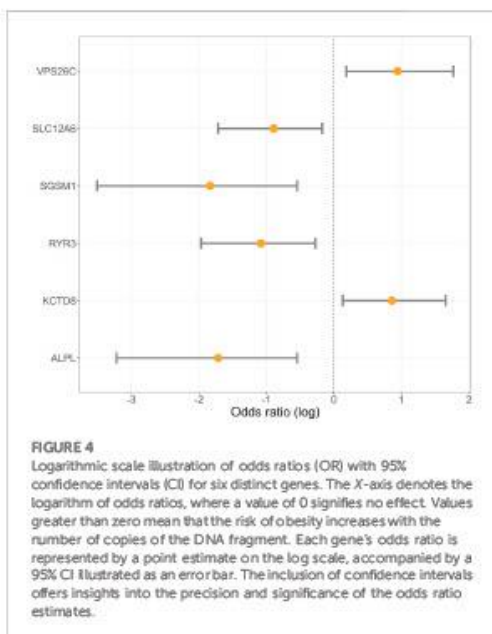 VPS26C
SLC12A6
SGSM1
RYR3
KCTD8
ALPL
-3 -2 -1 0 1 2
Odds ratio (log)
FIGURE 4
Logarithmic scale illustration of odds ratios (OR) with 95%
confidence intervals (CI) for six distinct genes. The X-axis denotes the
logarithm of odds ratios, where a value of 0 signifies no effect. Values
greater than zero mean that the risk of obesity increases with the
number of copies of the DNA fragment. Each gene's odds ratio is
represented by a point estimate on the log scale, accompanied by a
95% CI illustrated as an error bar. The inclusion of confidence intervals
offers insights into the precision and significance of the odds ratio
estimates.